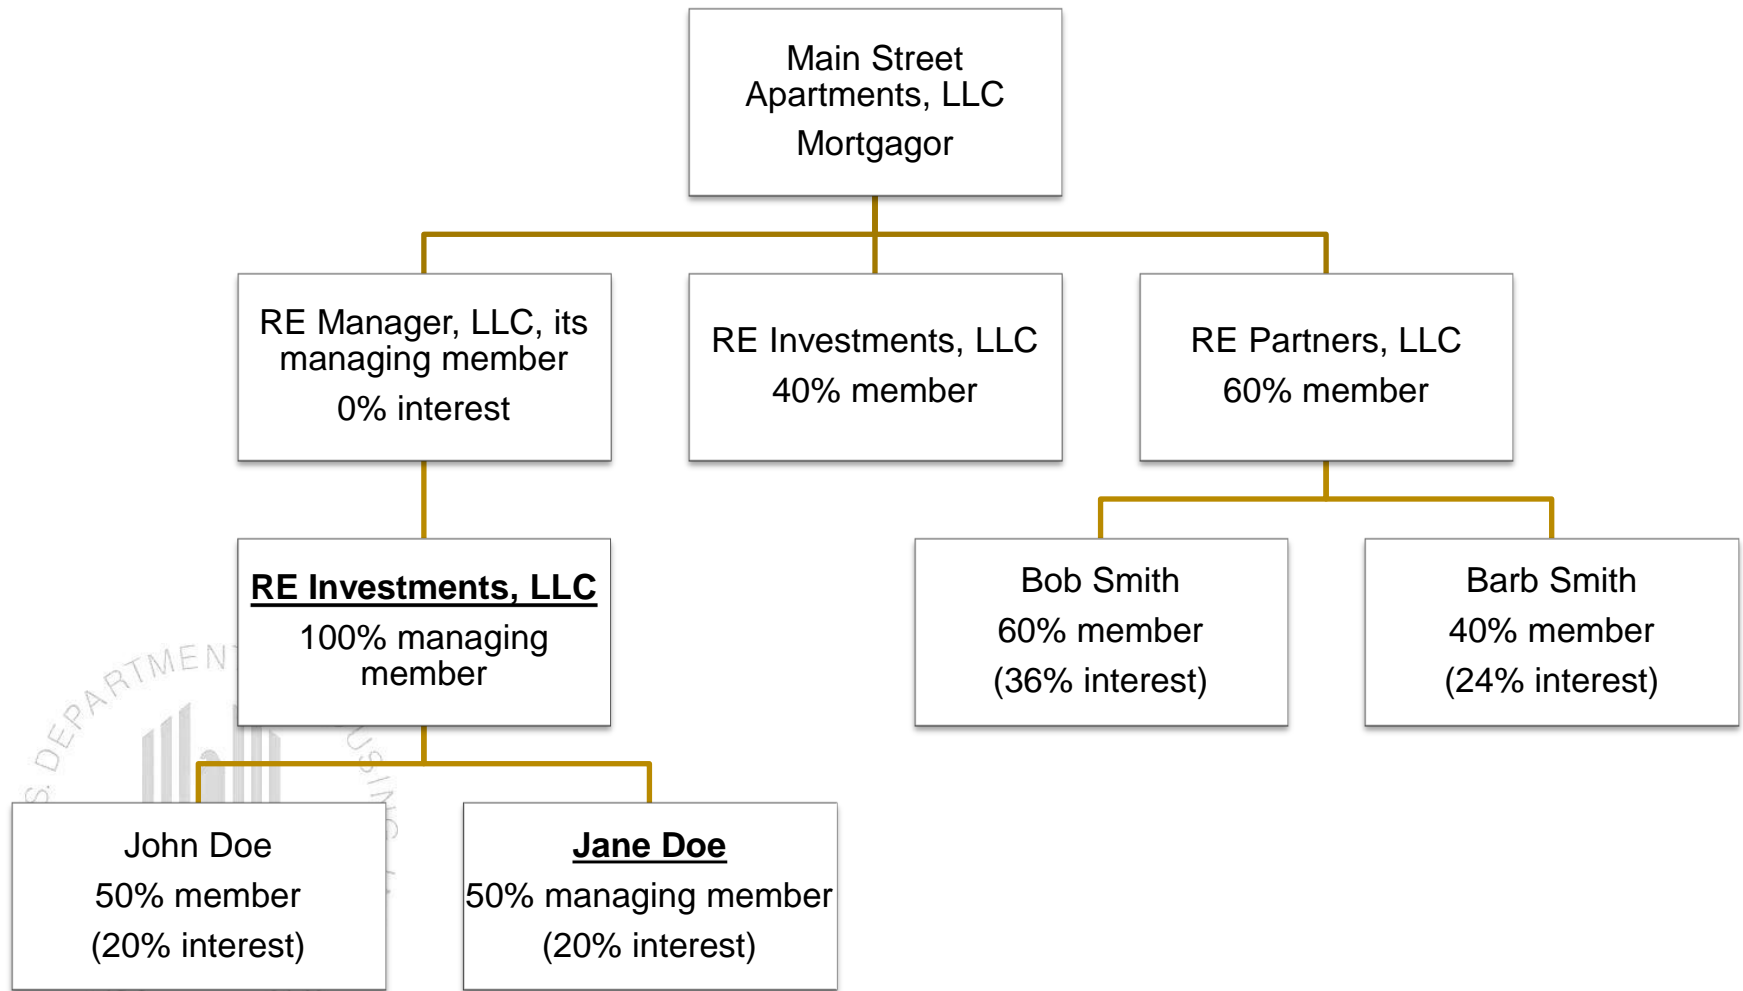 Main Street
Apartments, LLC
Mortgagor
RE Manager, LLC, its
managing member
0% interest
RE Investments, LLC
40% member
RE Partners, LLC
60% member
RE Investments, LLC
100% managing
member
Bob Smith
60% member
(36% interest)
Barb Smith
40% member
(24% interest)
John Doe
50% member
(20% interest)
Jane Doe
50% managing member
(20% interest)